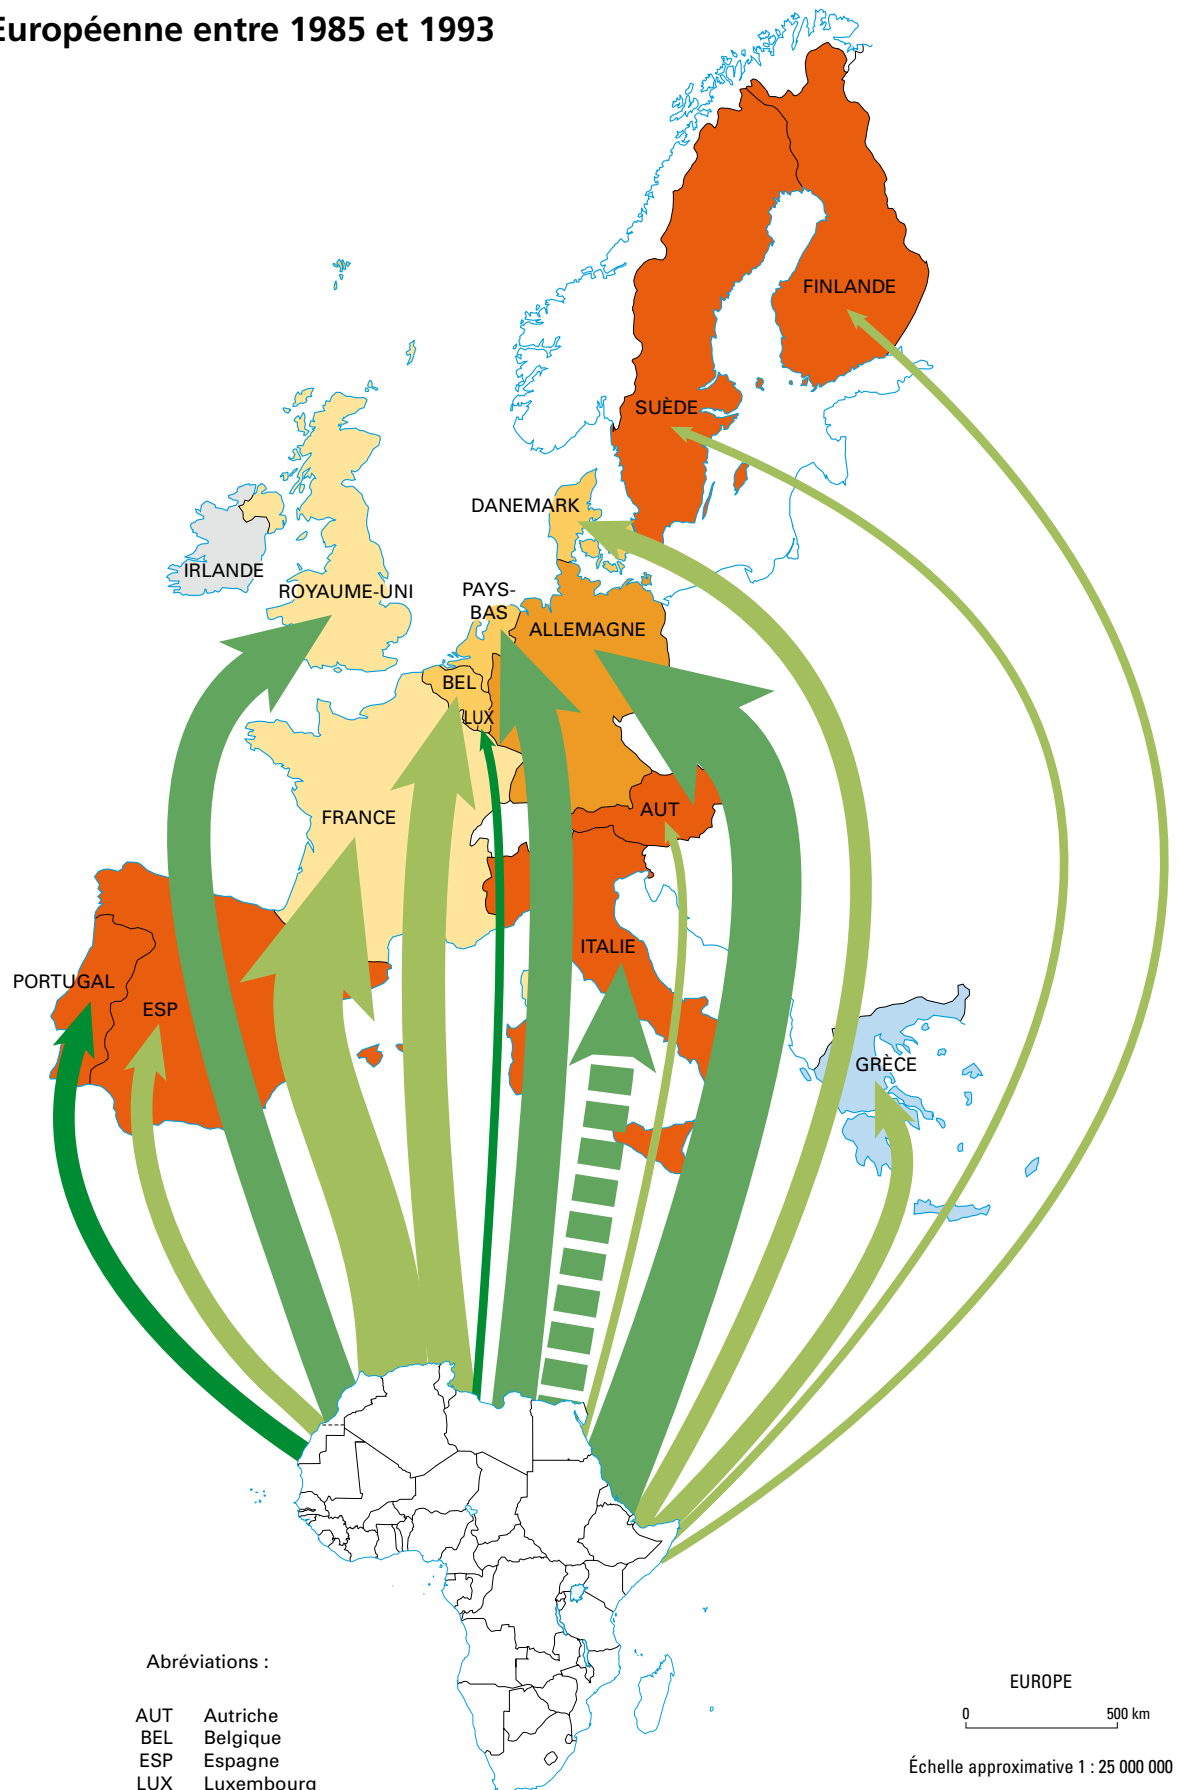 Européenne entre 1985 et 1993
FINLANDE
SUÈDE
DANEMARK
IRLANDE
ROYAUME-UNI
PAYS-
BAS
ALLEMAGNE
BEL
LUX
FRANCE
AUT
ITALIE
PORTUGAL
ESP
GRÈCE
Abréviations :
AUT Autriche
BEL Belgique
ESP Espagne
LUX Luxembourg
EUROPE
0 500 km
Échelle approximative 1 : 25 000 000